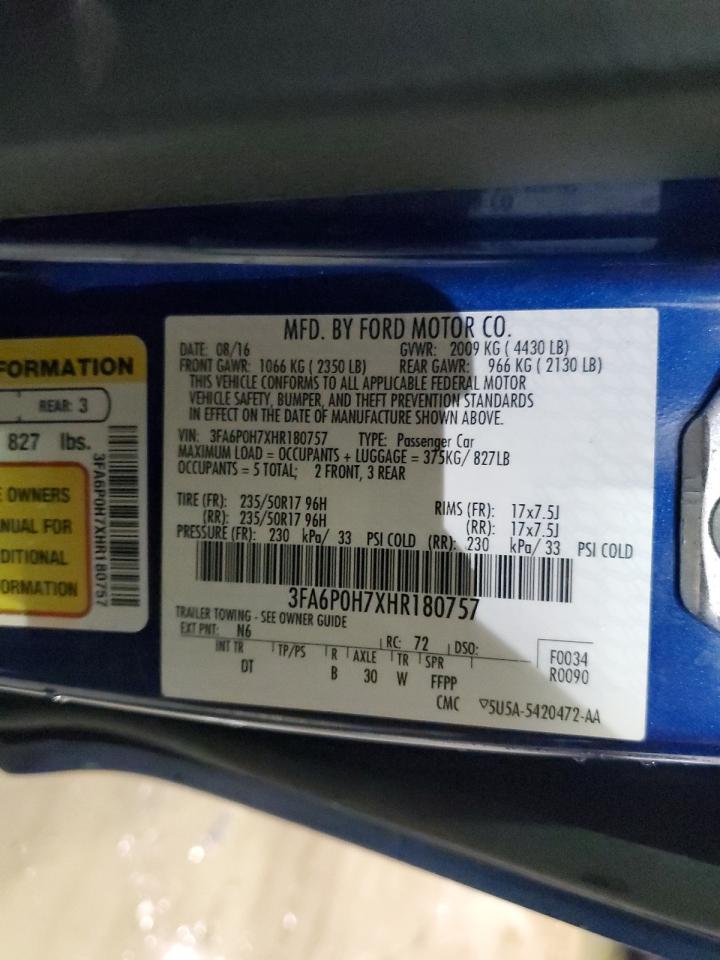 MFD. BY FORD MOTOR CO.
DATE: 08/16 GVWR: 2009 KG ( 4430 LB)
FRONT GAWR: 1066 KG ( 2350 LB) REAR GAWR: 966 KG ( 2130 LB)
THIS VEHICLE CONFORMS TO ALL APPLICABLE FEDERAL MOTOR
VEHICLE SAFETY, BUMPER, AND THEFT PREVENTION STANDARDS
IN EFFECT ON THE DATE OF MANUFACTURE SHOWN ABOVE.
VIN: 3FA6P0H7XHR180757 TYPE: Passenger Car
MAXIMUM LOAD = OCCUPANTS + LUGGAGE = 375KG/ 827LB
OCCUPANTS = 5 TOTAL; 2 FRONT, 3 REAR
TIRE (FR): 235/50R17 96H RIMS (FR): 17x7.5J
(RR): 235/50R17 96H (RR): 17x7.5J
PRESSURE (FR): 230 kPa/ 33 PSI COLD (RR): 230 kPa/ 33 PSI COLD
3FA6P0H7XHR180757
TRAILER TOWING - SEE OWNER GUIDE
EXT PNT: N6 RC: 72 DSO:
INT TR TP/PS R AXLE TR SPR
DT B 30 W FFPP
F0034
R0090
CMC 5U5A-5420472-AA
FORMATION
REAR: 3
827 lbs.
E OWNERS
NUAL FOR
DITIONAL
ORMATION
3FA6P0H7XHR180757